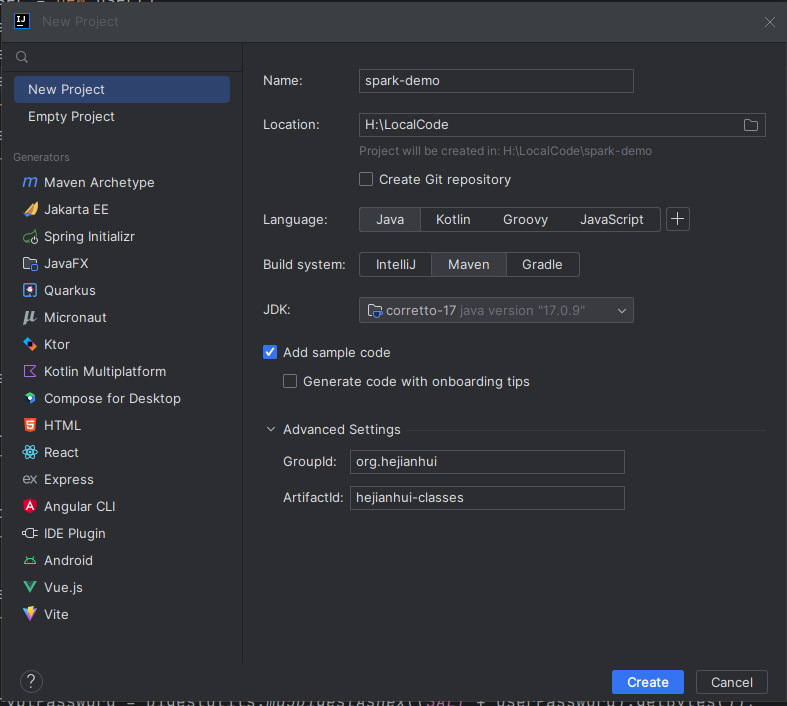 New Project
New Project
Empty Project
Generators
Maven Archetype
Jakarta EE
Spring Initializr
JavaFX
Quarkus
Micronaut
Ktor
Kotlin Multiplatform
Compose for Desktop
HTML
React
Express
Angular CLI
IDE Plugin
Android
Vue.js
Vite
Name: spark-demo
Location: H:\LocalCode
Project will be created in: H:\LocalCode\spark-demo
Create Git repository
Language: Java Kotlin Groovy JavaScript
Build system: IntelliJ Maven Gradle
JDK: corretto-17 java version "17.0.9"
Add sample code
Generate code with onboarding tips
Advanced Settings
GroupId: org.hejianhui
ArtifactId: hejianhui-classes
? Create Cancel